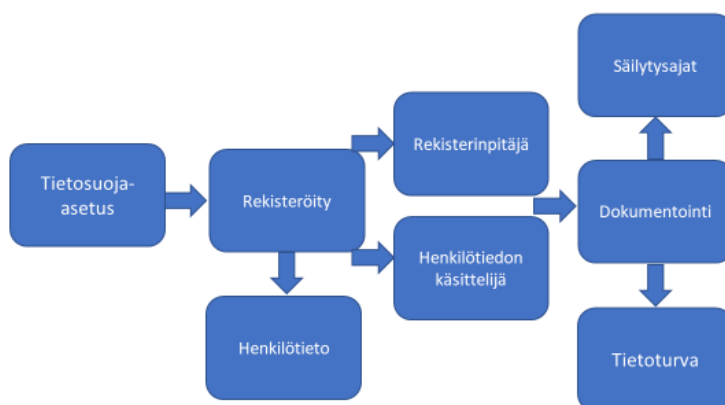 Tietosuoja-
asetus
Rekisteröity
Henkilötieto
Rekisterinpitäjä
Henkilötiedon
käsittelijä
Säilytysajat
Dokumentointi
Tietoturva